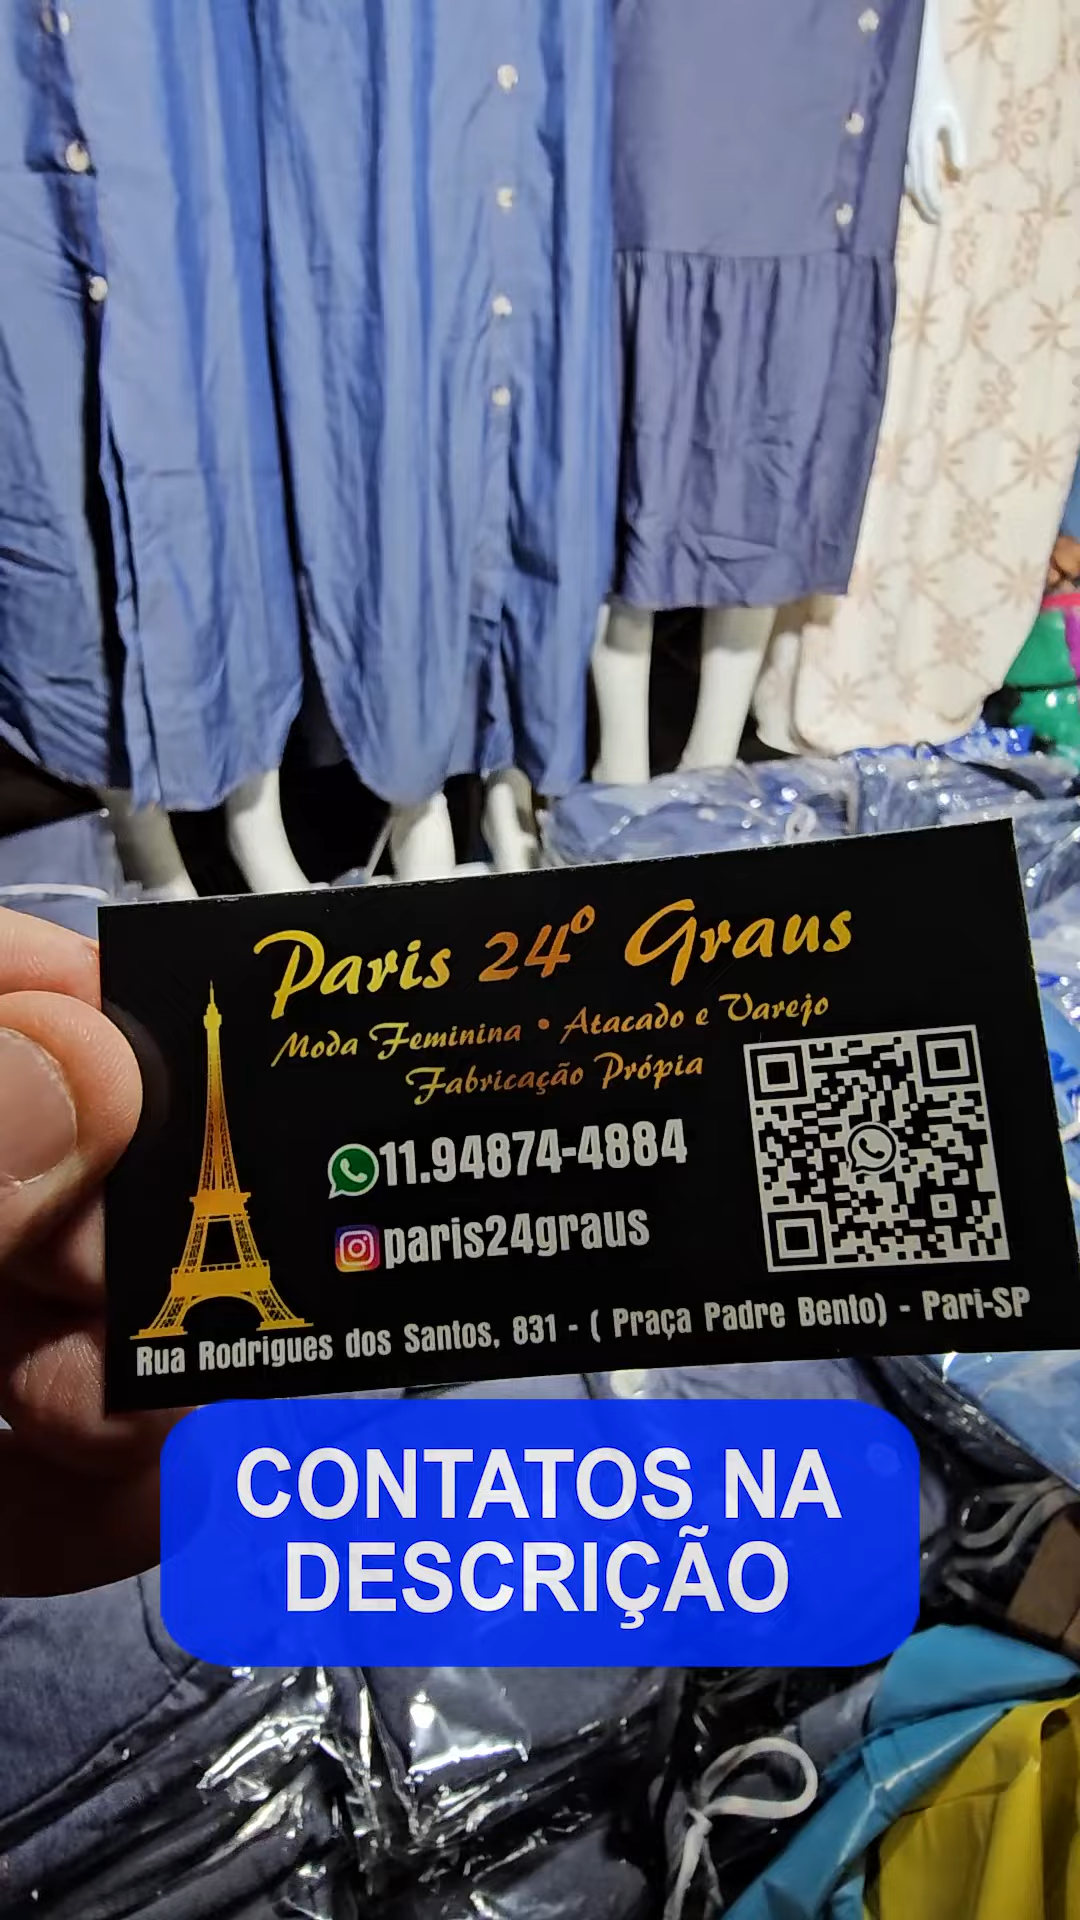 Paris 24º Graus
Moda Feminina • Atacado e Varejo
Fabricação Própia
11.94874-4884
paris24graus
Rua Rodrigues dos Santos, 831 - ( Praça Padre Bento) - Pari-SP
CONTATOS NA
DESCRIÇÃO